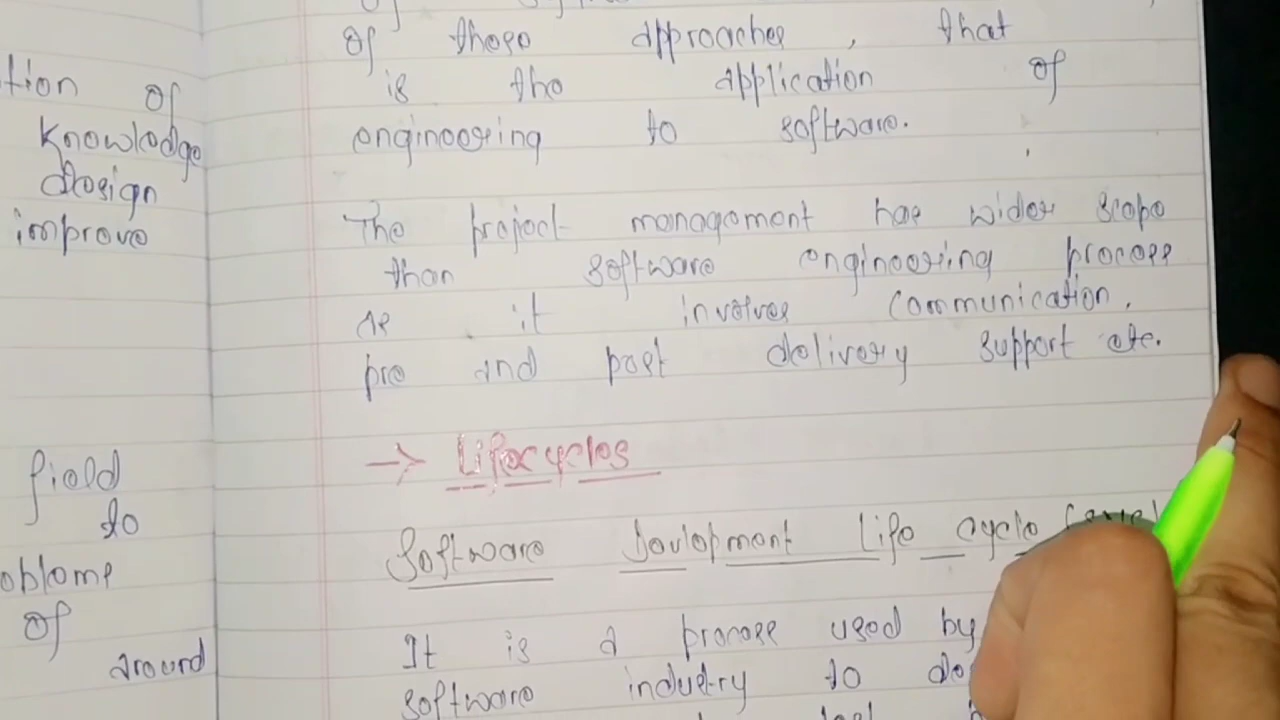 tion of
knowledge
design
improve
field
to
of
around
of these approaches, that
is the application of
engineering to software.
The project management has wider scope
than software engineering process
as it involves communication,
pre and post delivery support etc.
→ Lifecycles
Software Devlopment Life cycle
It is a process used by
software industry to